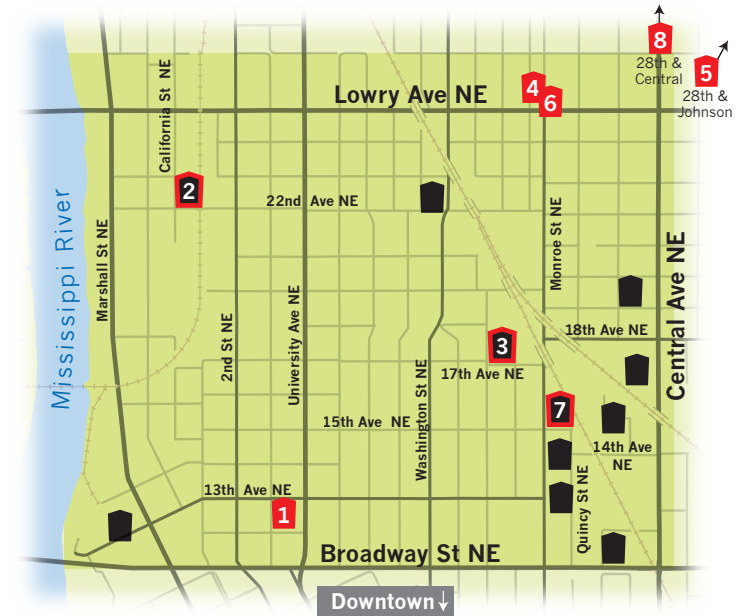 8
28th &
Central
5
28th &
Johnson
4
6
Lowry Ave NE
California St NE
2
22nd Ave NE
Mississippi River
Marshall St NE
Monroe St NE
Central Ave NE
18th Ave NE
2nd St NE
University Ave NE
3
17th Ave NE
Washington St NE
7
15th Ave NE
14th Ave
NE
13th Ave NE
1
Quincy St NE
Broadway St NE
Downtown↓